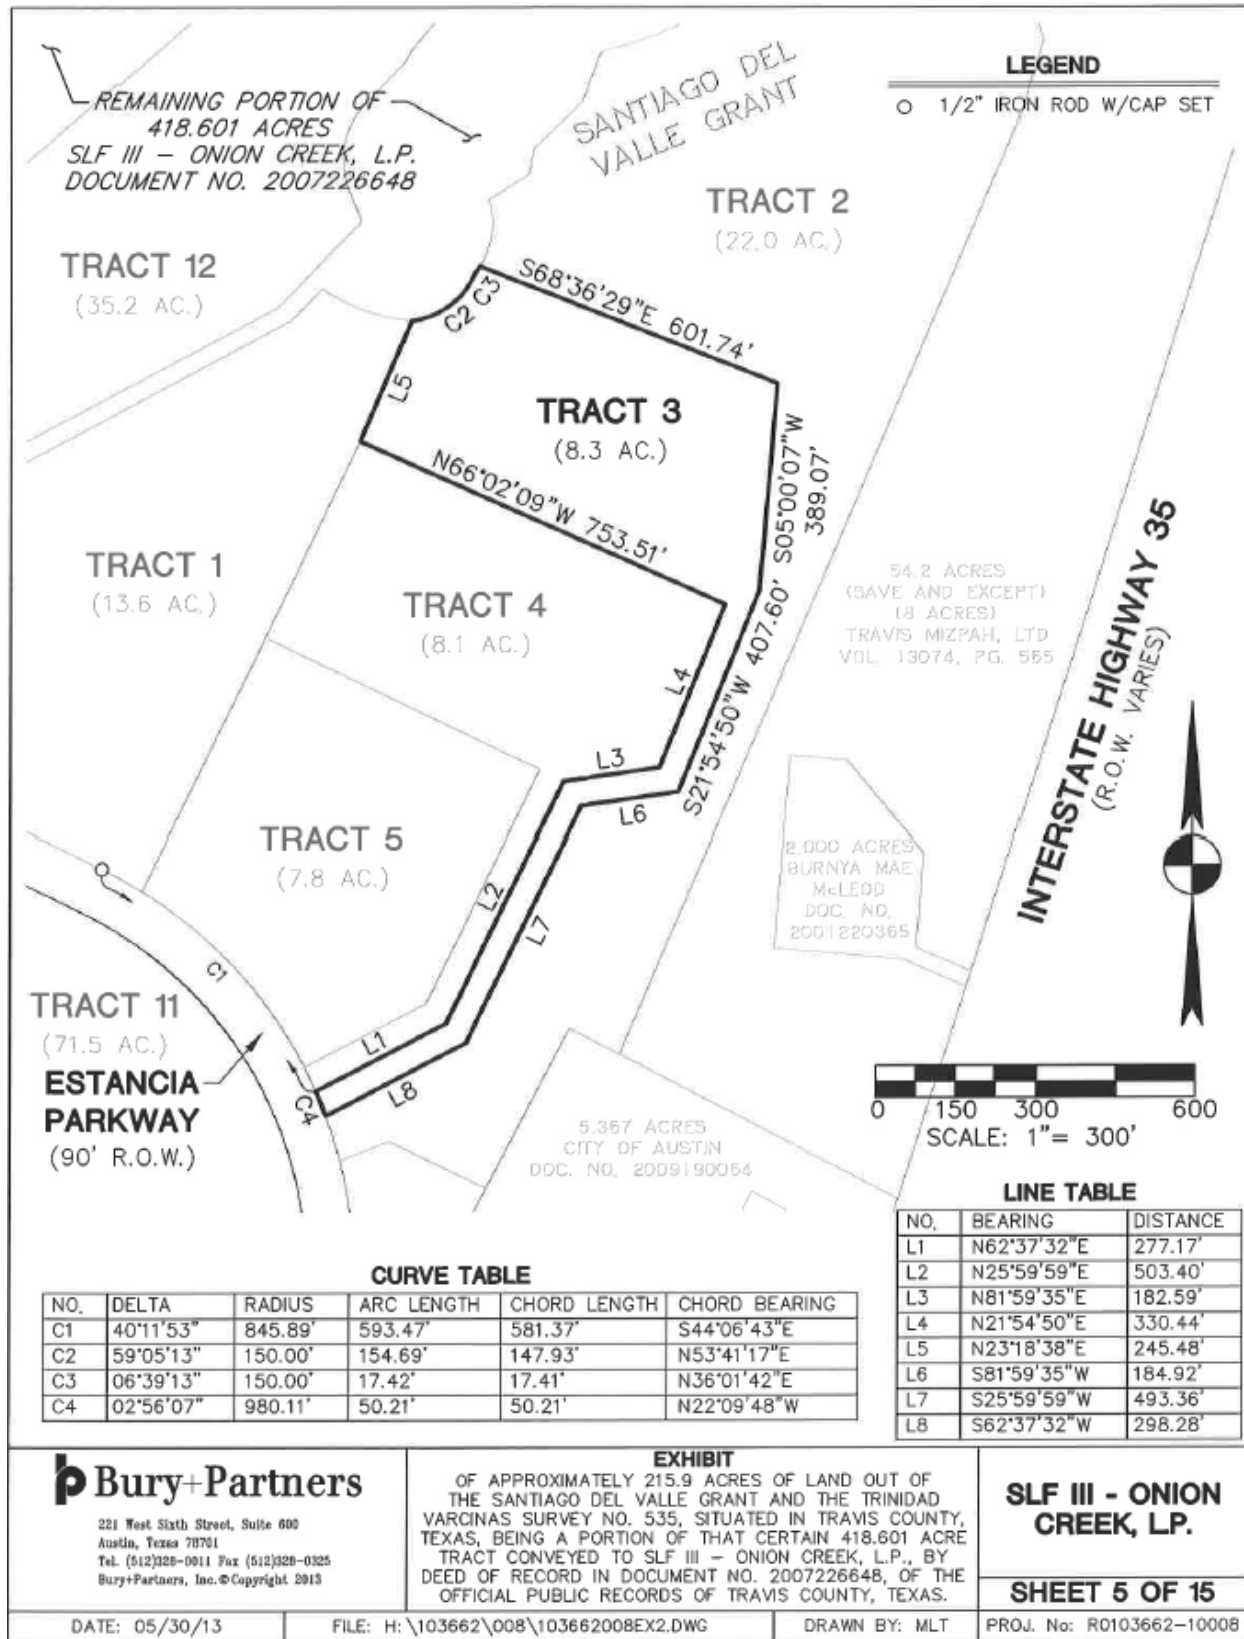 LEGEND
O 1/2" IRON ROD W/CAP SET
REMAINING PORTION OF
418.601 ACRES
SLF III – ONION CREEK, L.P.
DOCUMENT NO. 2007226648
SANTIAGO DEL
VALLE GRANT
TRACT 2
(22.0 AC.)
TRACT 12
(35.2 AC.)
S68°36'29"E 601.74'
C3
C2
L5
TRACT 3
(8.3 AC.)
S05°00'07"W
389.07'
N66°02'09"W 753.51'
TRACT 1
(13.6 AC.)
TRACT 4
(8.1 AC.)
54.2 ACRES
(SAVE AND EXCEPT)
(8 ACRES)
TRAVIS MIZPAH, LTD
VOL. 13074, PG. 565
INTERSTATE HIGHWAY 35
(R.O.W. VARIES)
L4
S21°54'50"W 407.60'
L3
L6
TRACT 5
(7.8 AC.)
2.000 ACRES
BURNYA MAE
McLEOD
DOC. NO.
2001220365
L2
L7
C1
TRACT 11
(71.5 AC.)
ESTANCIA
PARKWAY
(90' R.O.W.)
L1
L8
C4
5.367 ACRES
CITY OF AUSTIN
DOC. NO. 2009190064
0 150 300 600
SCALE: 1"= 300'
LINE TABLE
NO. BEARING DISTANCE
L1 N62°37'32"E 277.17'
L2 N25°59'59"E 503.40'
L3 N81°59'35"E 182.59'
L4 N21°54'50"E 330.44'
L5 N23°18'38"E 245.48'
L6 S81°59'35"W 184.92'
L7 S25°59'59"W 493.36'
L8 S62°37'32"W 298.28'
CURVE TABLE
NO. DELTA RADIUS ARC LENGTH CHORD LENGTH CHORD BEARING
C1 40°11'53" 845.89' 593.47' 581.37' S44°06'43"E
C2 59°05'13" 150.00' 154.69' 147.93' N53°41'17"E
C3 06°39'13" 150.00' 17.42' 17.41' N36°01'42"E
C4 02°56'07" 980.11' 50.21' 50.21' N22°09'48"W
Bury+Partners
221 West Sixth Street, Suite 600
Austin, Texas 78701
Tel. (512)328-0011 Fax (512)328-0325
Bury+Partners, Inc.©Copyright 2013
EXHIBIT
OF APPROXIMATELY 215.9 ACRES OF LAND OUT OF
THE SANTIAGO DEL VALLE GRANT AND THE TRINIDAD
VARCINAS SURVEY NO. 535, SITUATED IN TRAVIS COUNTY,
TEXAS, BEING A PORTION OF THAT CERTAIN 418.601 ACRE
TRACT CONVEYED TO SLF III – ONION CREEK, L.P., BY
DEED OF RECORD IN DOCUMENT NO. 2007226648, OF THE
OFFICIAL PUBLIC RECORDS OF TRAVIS COUNTY, TEXAS.
SLF III - ONION
CREEK, L.P.
SHEET 5 OF 15
DATE: 05/30/13 FILE: H:\103662\008\103662008EX2.DWG DRAWN BY: MLT PROJ. No: R0103662-10008